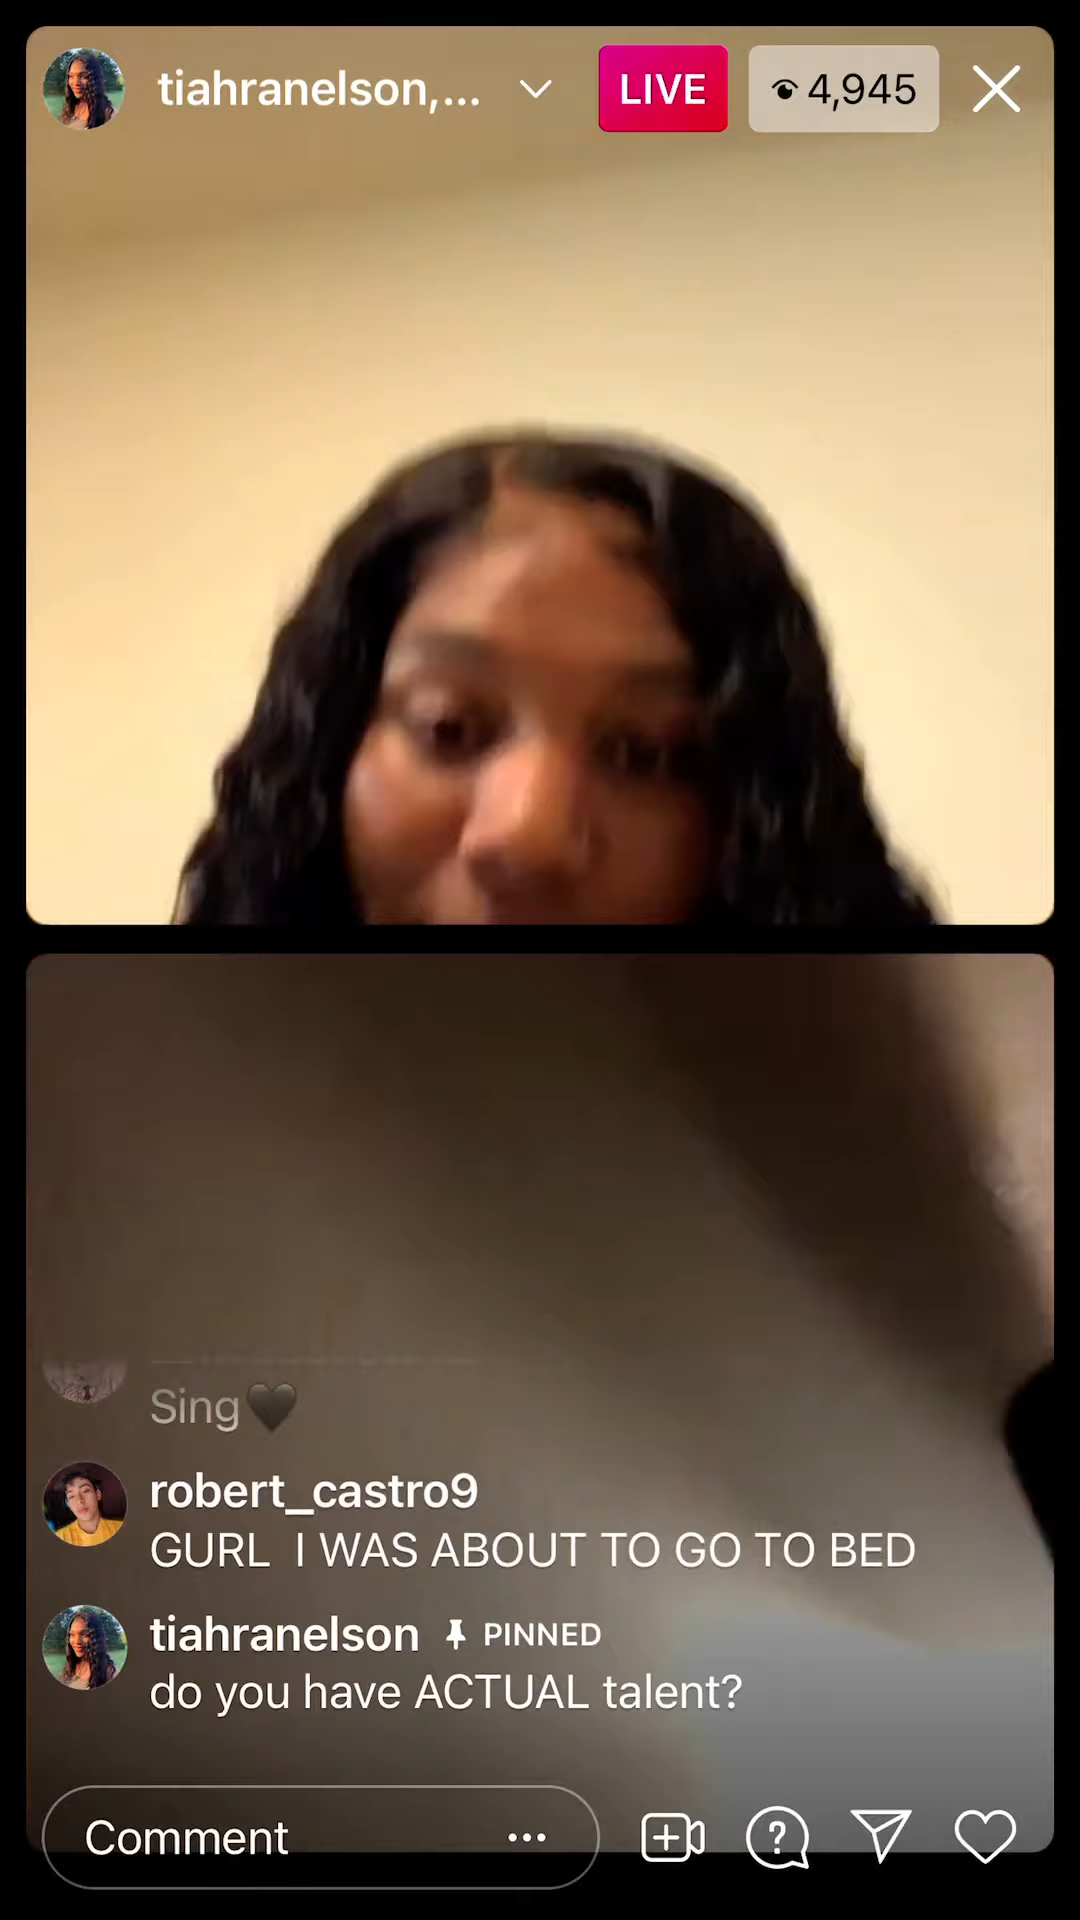 tiahranelson,...
LIVE
4,945
Sing🖤
robert_castro9
GURL I WAS ABOUT TO GO TO BED
tiahranelson PINNED
do you have ACTUAL talent?
Comment